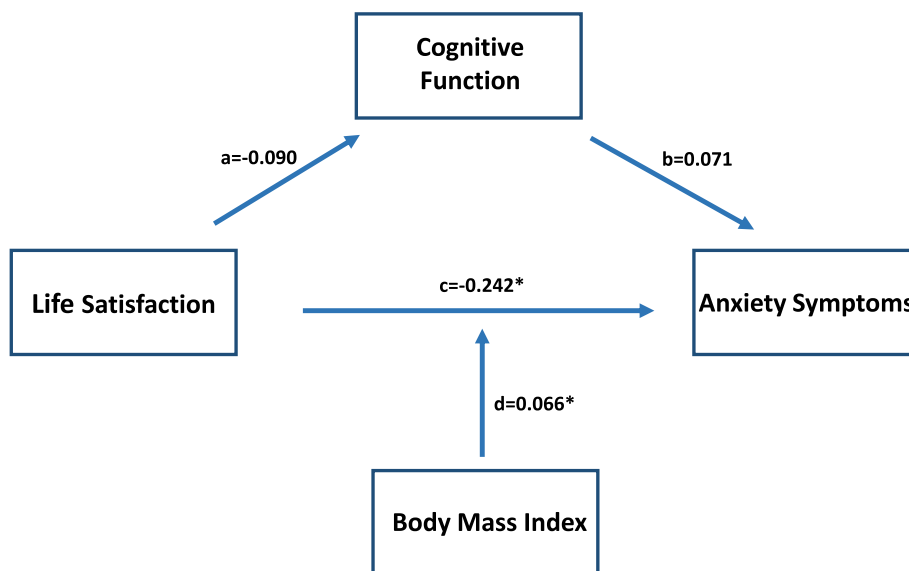 Cognitive
Function
a=-0.090
b=0.071
Life Satisfaction
c=-0.242*
Anxiety Symptoms
d=0.066*
Body Mass Index